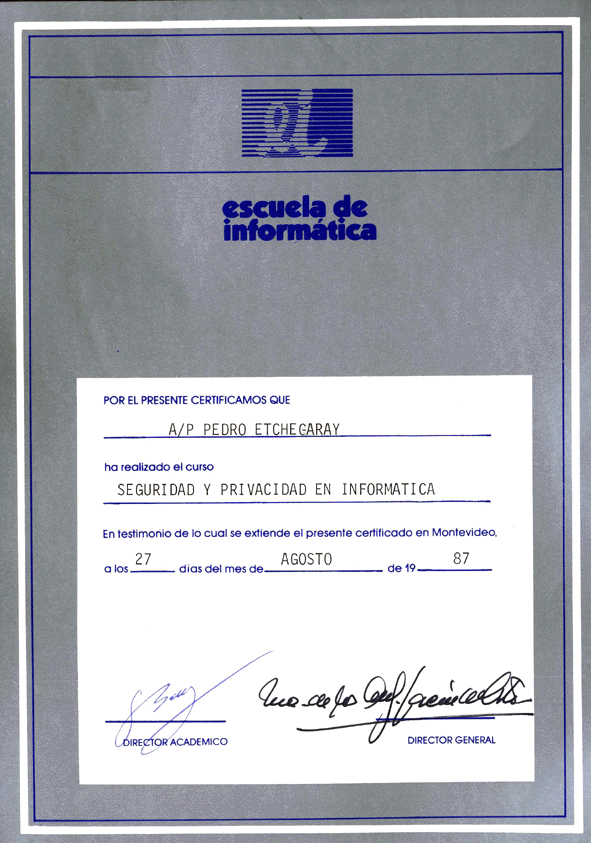 ei
escuela de
informática
POR EL PRESENTE CERTIFICAMOS QUE
A/P PEDRO ETCHEGARAY
ha realizado el curso
SEGURIDAD Y PRIVACIDAD EN INFORMATICA
En testimonio de lo cual se extiende el presente certificado en Montevideo,
a los 27 días del mes de AGOSTO de 19 87
DIRECTOR ACADEMICO
DIRECTOR GENERAL